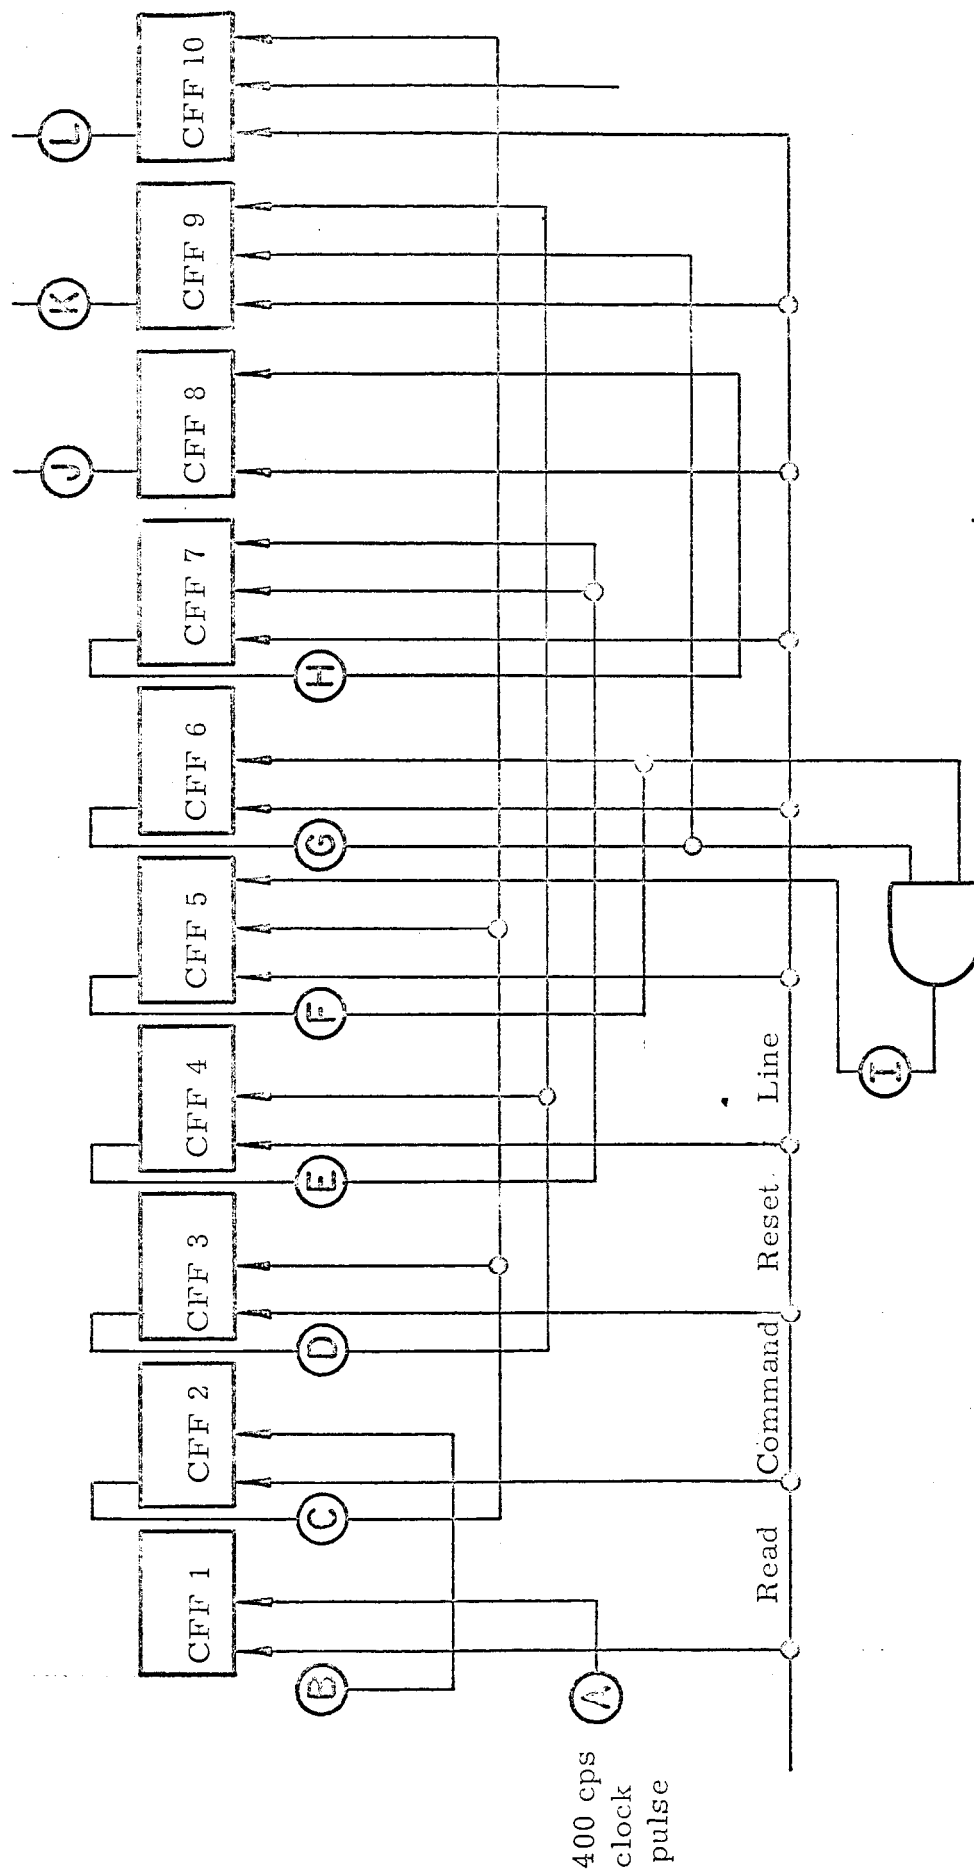 L
K
J
CFF 1
CFF 2
CFF 3
CFF 4
CFF 5
CFF 6
CFF 7
CFF 8
CFF 9
CFF 10
B
C
D
E
F
G
H
A
400 cps
clock
pulse
Read Command Reset Line
I